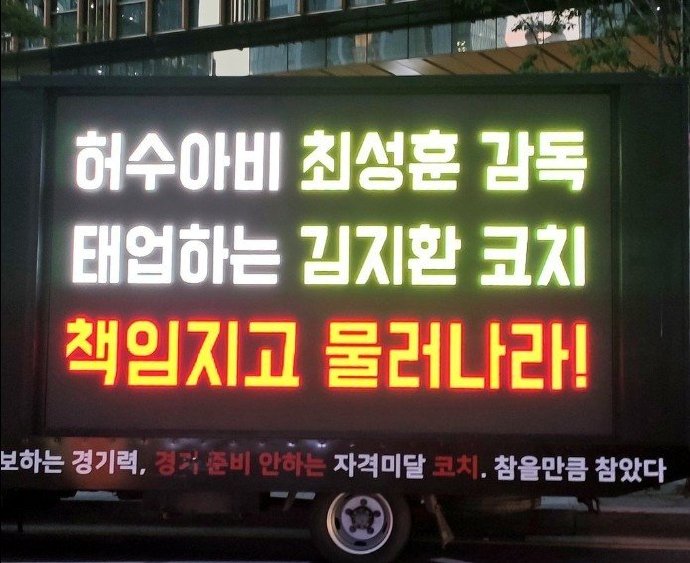 허수아비 최성훈 감독
태업하는 김지환 코치
책임지고 물러나라!
보하는 경기력, 경기 준비 안하는 자격미달 코치. 참을만큼 참았다